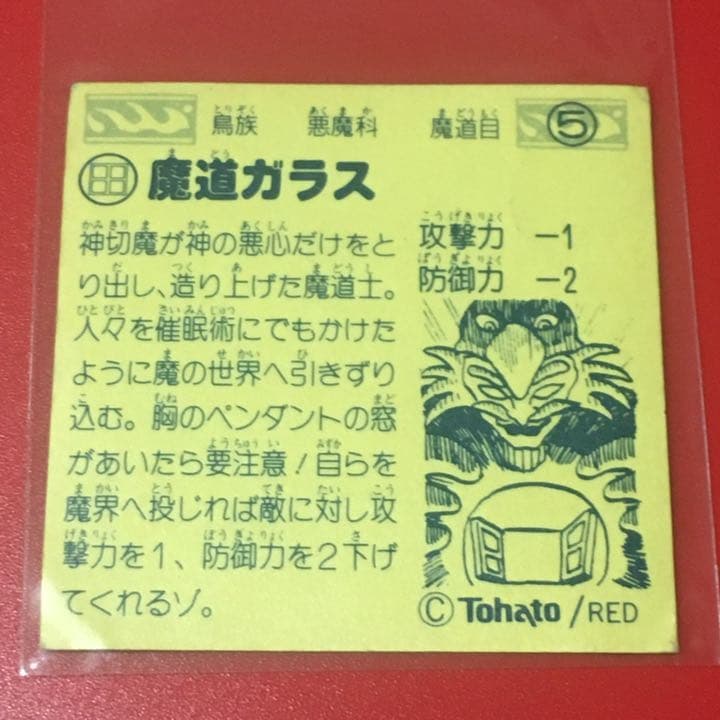 鳥族 悪魔科 魔道目 ⑤
魔道ガラス
神切魔が神の悪心だけをと
り出し、造り上げた魔道士。
人々を催眠術にでもかけた
ように魔の世界へ引きずり
込む。胸のペンダントの窓
があいたら要注意！自らを
魔界へ投じれば敵に対し攻
撃力を1、防御力を2下げ
てくれるゾ。
攻撃力 −1
防御力 −2
© Tohato/RED